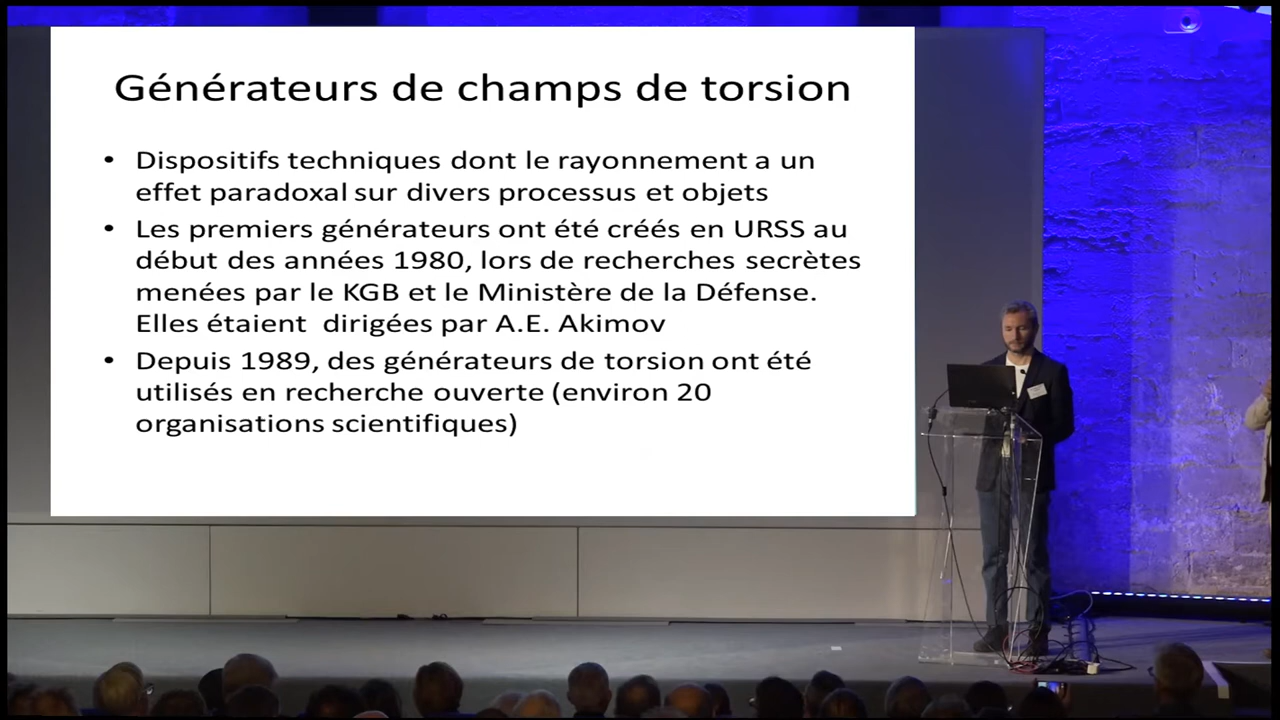 Générateurs de champs de torsion
• Dispositifs techniques dont le rayonnement a un
effet paradoxal sur divers processus et objets
• Les premiers générateurs ont été créés en URSS au
début des années 1980, lors de recherches secrètes
menées par le KGB et le Ministère de la Défense.
Elles étaient dirigées par A.E. Akimov
• Depuis 1989, des générateurs de torsion ont été
utilisés en recherche ouverte (environ 20
organisations scientifiques)